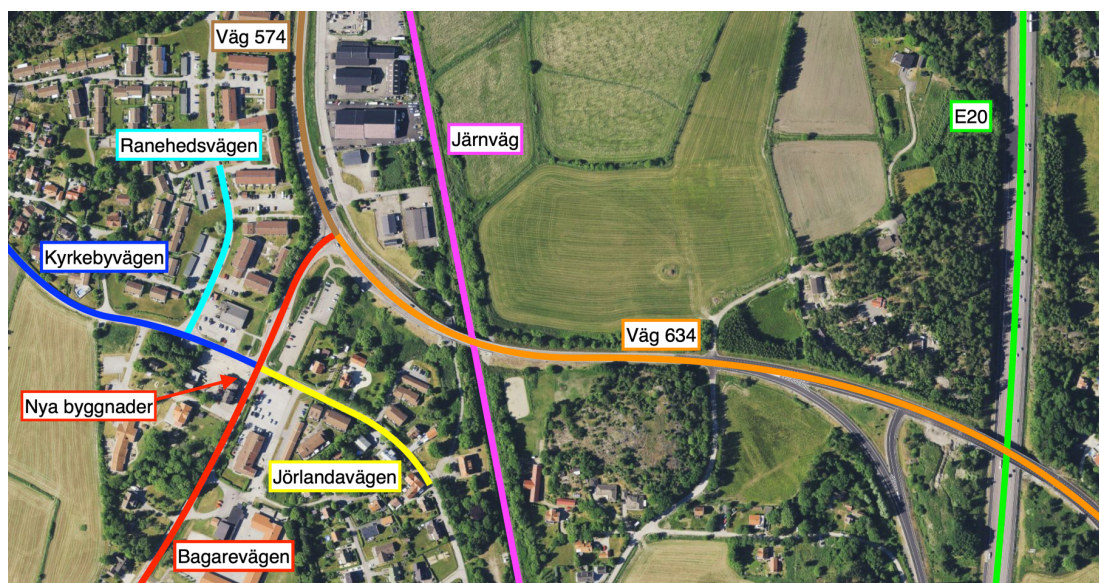 Väg 574
Ranehedsvägen
Järnväg
E20
Kyrkebyvägen
Väg 634
Nya byggnader
Jörlandavägen
Bagarevägen